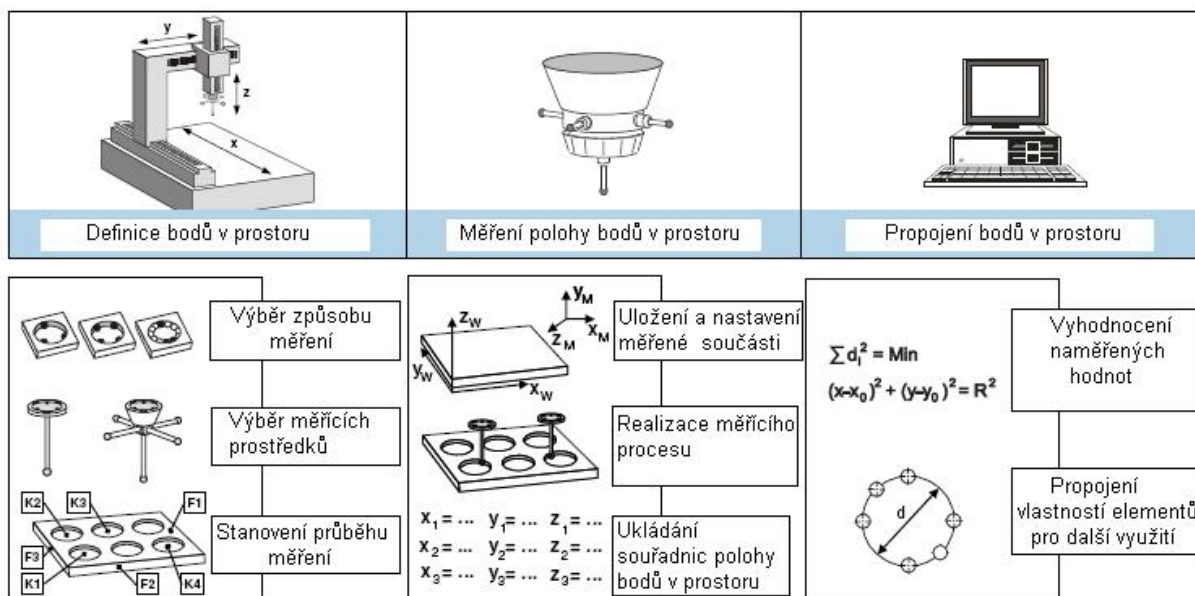 y
z
x
Definice bodů v prostoru
Měření polohy bodů v prostoru
Propojení bodů v prostoru
Výběr způsobu
měření
Výběr měřících
prostředků
K2
K3
F1
F3
K1
F2
K4
Stanovení průběhu
měření
z_W
y_W
x_W
y_M
x_M
z_M
Uložení a nastavení
měřené součásti
Realizace měřícího
procesu
x_1 = ... y_1 = ... z_1 = ...
x_2 = ... y_2 = ... z_2 = ...
x_3 = ... y_3 = ... z_3 = ...
Ukládání
souřadnic polohy
bodů v prostoru
∑ d_i^2 = Min
(x–x_0)^2 + (y–y_0)^2 = R^2
Vyhodnocení
naměřených
hodnot
d
Propojení
vlastností elementů
pro další využití